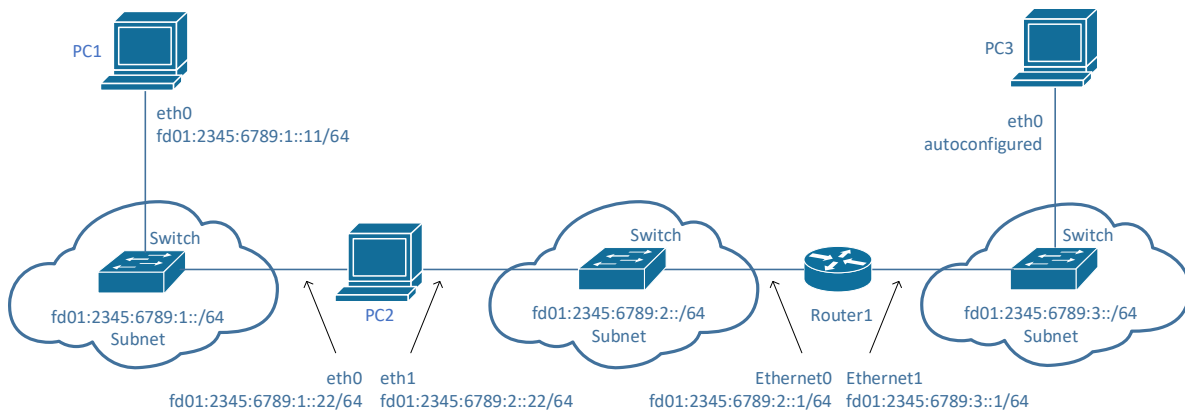 PC1
eth0
fd01:2345:6789:1::11/64
PC3
eth0
autoconfigured
Switch
fd01:2345:6789:1::/64
Subnet
PC2
Switch
fd01:2345:6789:2::/64
Subnet
Router1
Switch
fd01:2345:6789:3::/64
Subnet
eth0
fd01:2345:6789:1::22/64
eth1
fd01:2345:6789:2::22/64
Ethernet0
fd01:2345:6789:2::1/64
Ethernet1
fd01:2345:6789:3::1/64